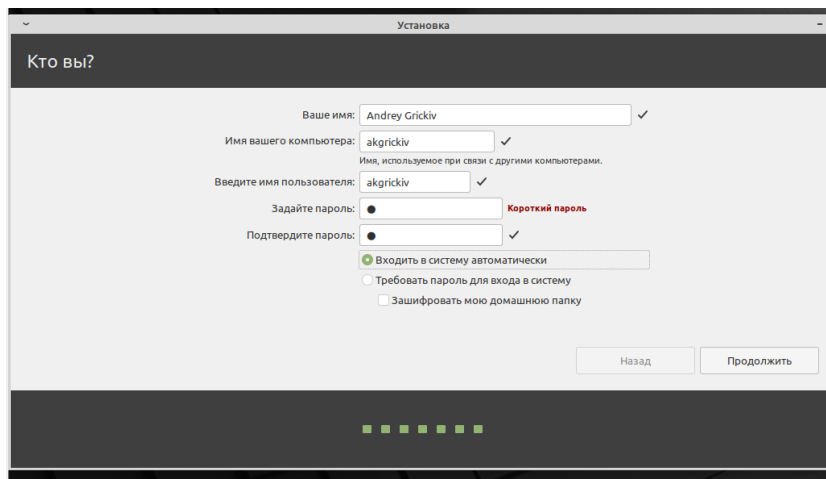 Установка
Кто вы?
Ваше имя: Andrey Grickiv
Имя вашего компьютера: akgrickiv
Имя, используемое при связи с другими компьютерами.
Введите имя пользователя: akgrickiv
Задайте пароль: ● Короткий пароль
Подтвердите пароль: ●
Входить в систему автоматически
Требовать пароль для входа в систему
Зашифровать мою домашнюю папку
Назад Продолжить